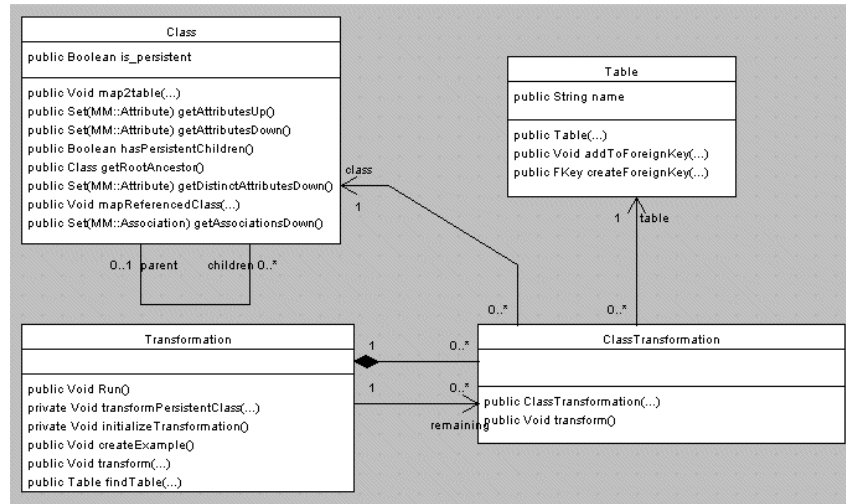 Class
public Boolean is_persistent
public Void map2table(...)
public Set(MM::Attribute) getAttributesUp()
public Set(MM::Attribute) getAttributesDown()
public Boolean hasPersistentChildren()
public Class getRootAncestor()
public Set(MM::Attribute) getDistinctAttributesDown()
public Void mapReferencedClass(...)
public Set(MM::Association) getAssociationsDown()
Table
public String name
public Table(...)
public Void addToForeignKey(...)
public FKey createForeignKey(...)
class
1
1 table
0..1 parent children 0..*
0..* 0..*
Transformation
public Void Run()
private Void transformPersistentClass(...)
private Void initializeTransformation()
public Void createExample()
public Void transform(...)
public Table findTable(...)
1 0..*
1 0..*
remaining
ClassTransformation
public ClassTransformation(...)
public Void transform()